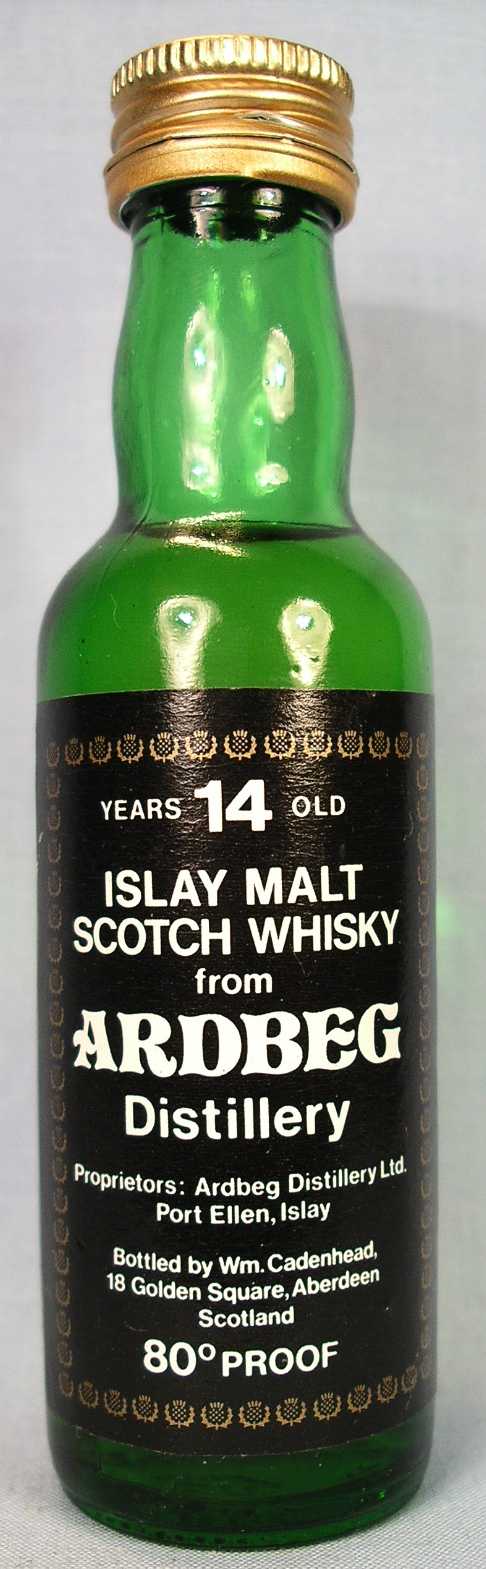 YEARS 14 OLD
ISLAY MALT
SCOTCH WHISKY
from
ARDBEG
Distillery
Proprietors: Ardbeg Distillery Ltd.
Port Ellen, Islay
Bottled by Wm. Cadenhead,
18 Golden Square, Aberdeen
Scotland
80º PROOF